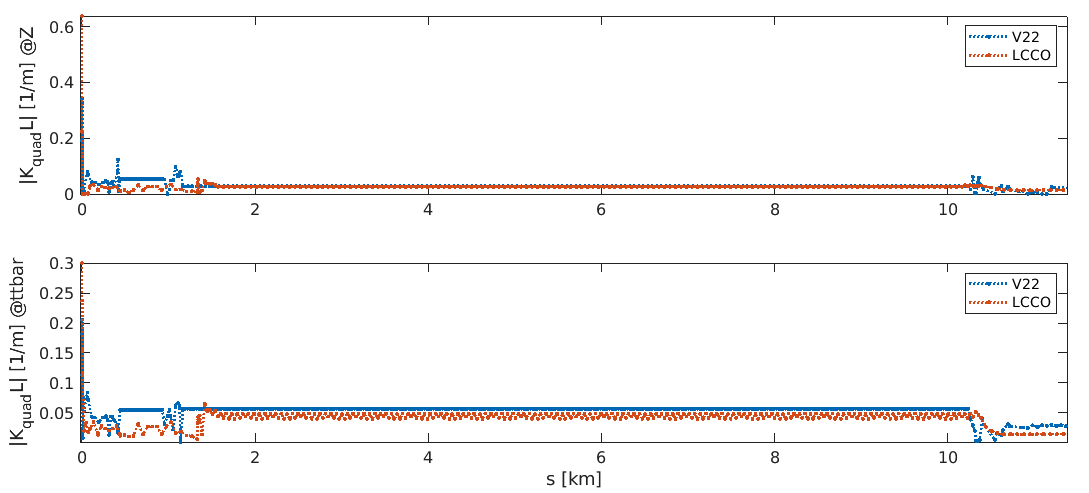 |K_quad L| [1/m] @Z
0.6
0.4
0.2
0
0 2 4 6 8 10
V22
LCCO
|K_quad L| [1/m] @ttbar
0.3
0.25
0.2
0.15
0.1
0.05
0 2 4 6 8 10
V22
LCCO
s [km]